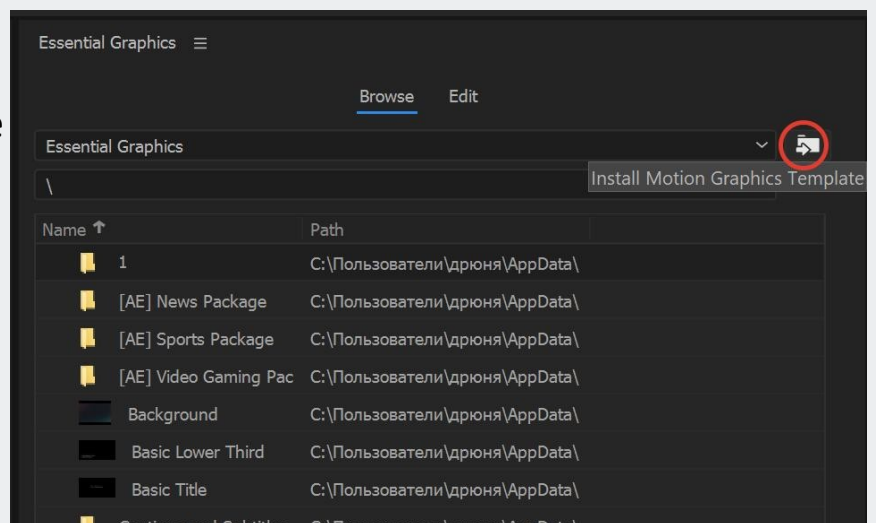 Essential Graphics
Browse Edit
e
Essential Graphics
\
Install Motion Graphics Template
Name ↑ Path
1 C:\Пользователи\дрюня\AppData\
[AE] News Package C:\Пользователи\дрюня\AppData\
[AE] Sports Package C:\Пользователи\дрюня\AppData\
[AE] Video Gaming Pac C:\Пользователи\дрюня\AppData\
Background C:\Пользователи\дрюня\AppData\
Basic Lower Third C:\Пользователи\дрюня\AppData\
Basic Title C:\Пользователи\дрюня\AppData\